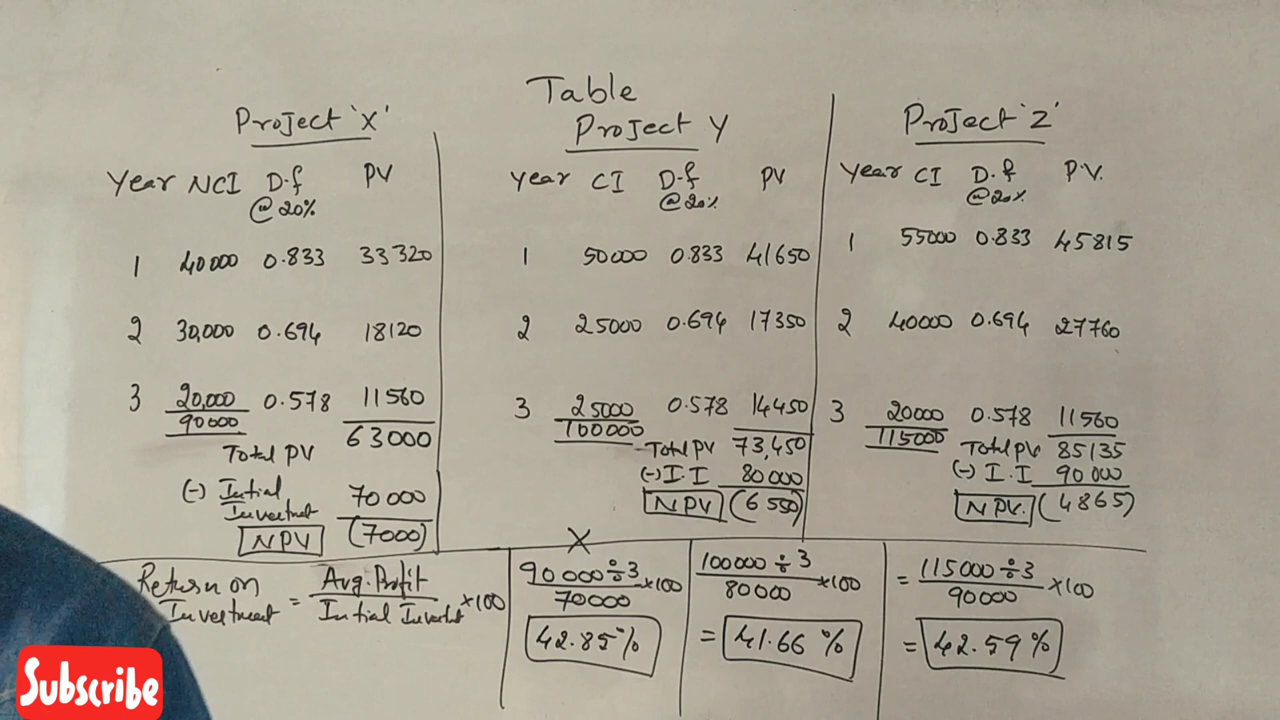 Table
Project 'X'
Year NCI D.f PV
@ 20%
1 40000 0.833 33320
2 30,000 0.694 18120
3 20,000 0.578 11560
90000 63000
Total PV
(-) Initial 70000
Investment
NPV (7000)
Project Y
Year CI D.f PV
@ 20%
1 50000 0.833 41650
2 25000 0.694 17350
3 25000 0.578 14450
100000 Total PV 73,450
(-) I.I 80000
NPV (6550)
Project 'Z'
Year CI D.f P.V.
@ 20%
1 55000 0.833 45815
2 40000 0.694 27760
3 20000 0.578 11560
115000 Total PV 85135
(-) I.I 90000
NPV. (4865)
X
Return on Investment = Avg. Profit / Initial Investment × 100
90000 ÷ 3 / 70000 × 100
42.85%
100000 ÷ 3 / 80000 × 100
= 41.66 %
= 115000 ÷ 3 / 90000 × 100
= 42.59 %
Subscribe